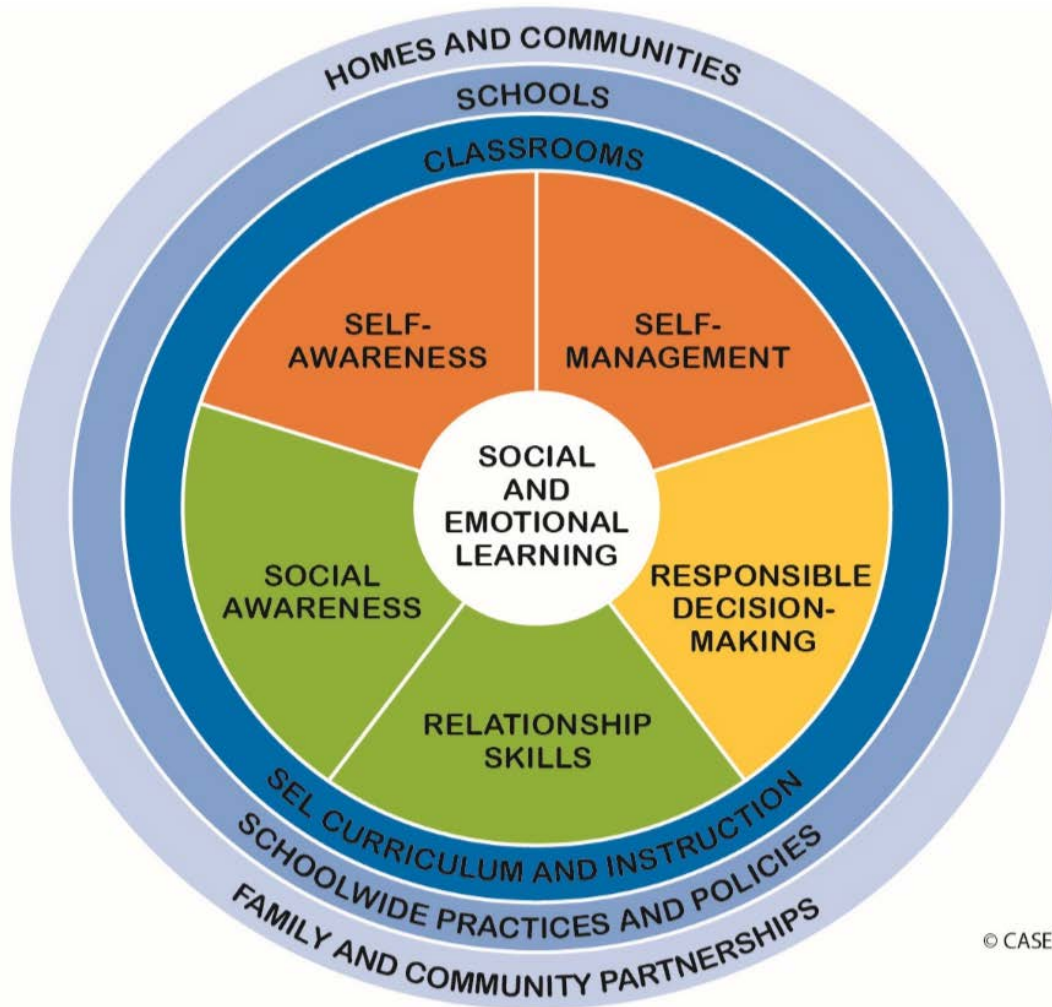 HOMES AND COMMUNITIES
SCHOOLS
CLASSROOMS
SELF-
AWARENESS
SELF-
MANAGEMENT
SOCIAL
AND
EMOTIONAL
LEARNING
SOCIAL
AWARENESS
RESPONSIBLE
DECISION-
MAKING
RELATIONSHIP
SKILLS
SEL CURRICULUM AND INSTRUCTION
SCHOOLWIDE PRACTICES AND POLICIES
FAMILY AND COMMUNITY PARTNERSHIPS
© CASE